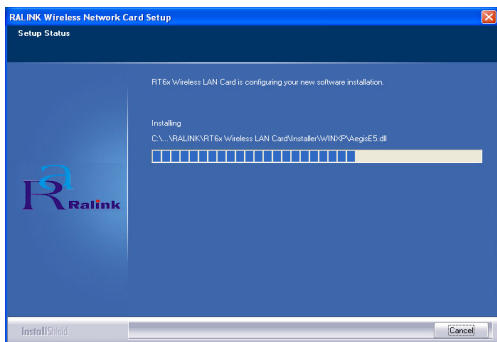 RALINK Wireless Network Card Setup
Setup Status
RT6x Wireless LAN Card is configuring your new software installation.
Installing
C:\...\RALINK\RT6x Wireless LAN Card\Installer\WINXP\AegisE5.dll
Ralink
InstallShield
Cancel